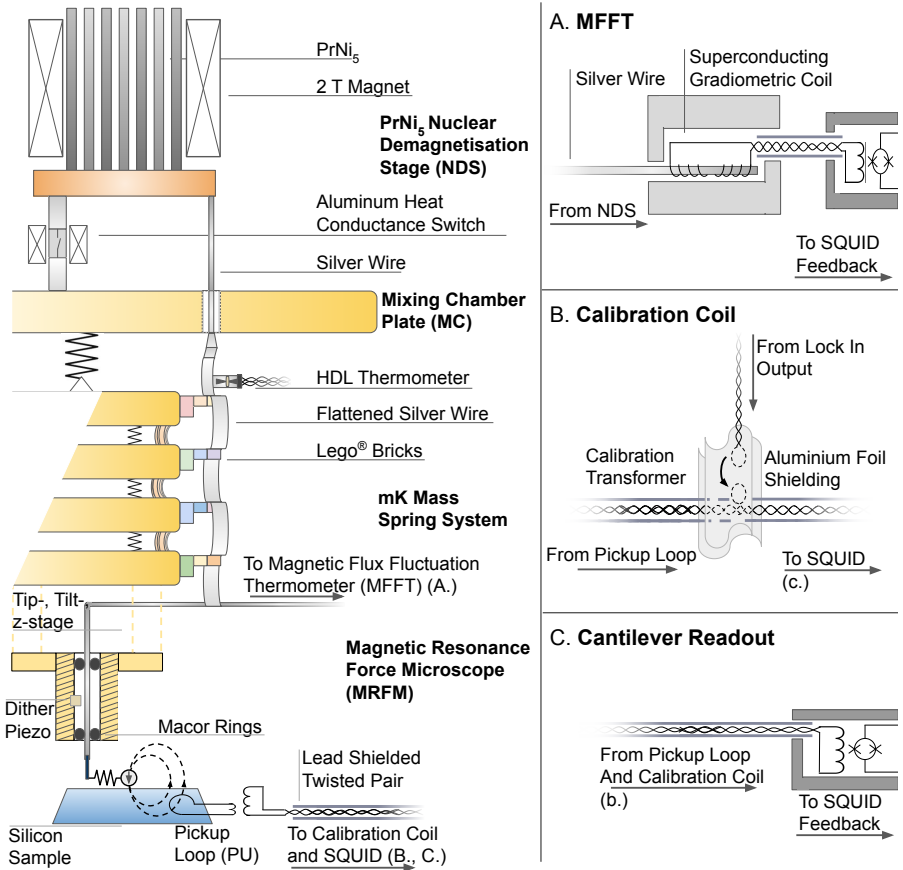 PrNi₅
2 T Magnet
PrNi₅ Nuclear
Demagnetisation
Stage (NDS)
Aluminum Heat
Conductance Switch
Silver Wire
Mixing Chamber
Plate (MC)
HDL Thermometer
Flattened Silver Wire
Lego® Bricks
mK Mass
Spring System
To Magnetic Flux Fluctuation
Thermometer (MFFT) (A.)
Tip-, Tilt-
z-stage
Magnetic Resonance
Force Microscope
(MRFM)
Dither
Piezo
Macor Rings
Lead Shielded
Twisted Pair
Silicon
Sample
Pickup
Loop (PU)
To Calibration Coil
and SQUID (B., C.)
A. MFFT
Silver Wire
Superconducting
Gradiometric Coil
From NDS
To SQUID
Feedback
B. Calibration Coil
From Lock In
Output
Calibration
Transformer
Aluminium Foil
Shielding
From Pickup Loop
To SQUID
(c.)
C. Cantilever Readout
From Pickup Loop
And Calibration Coil
(b.)
To SQUID
Feedback